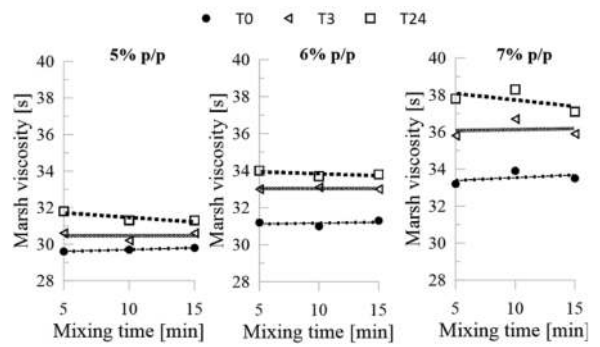 T0 T3 T24
5% p/p 6% p/p 7% p/p
40 40 40
38 38 38
36 36 36
34 34 34
32 32 32
30 30 30
28 28 28
Marsh viscosity [s] Marsh viscosity [s] Marsh viscosity [s]
5 10 15 5 10 15 5 10 15
Mixing time [min] Mixing time [min] Mixing time [min]